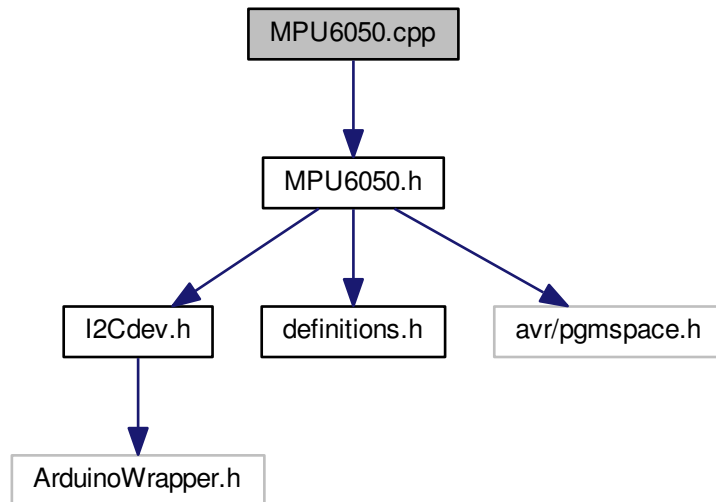 MPU6050.cpp
MPU6050.h
I2Cdev.h
definitions.h
avr/pgmspace.h
ArduinoWrapper.h